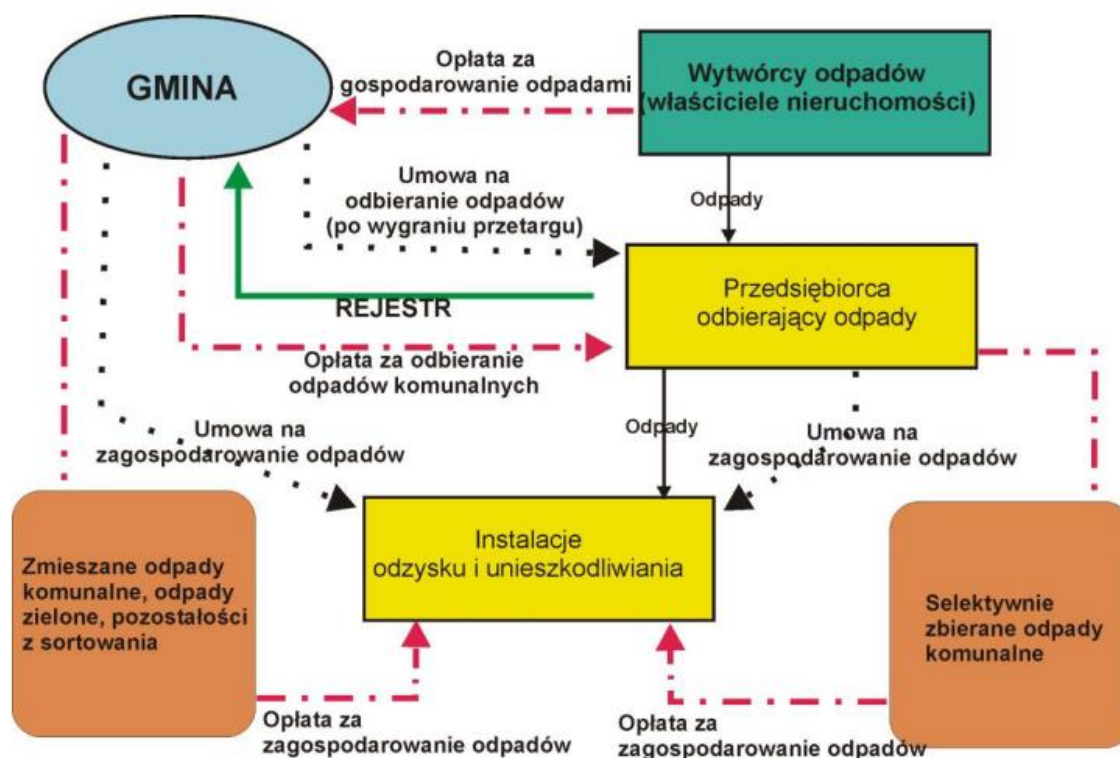 GMINA
Opłata za
gospodarowanie odpadami
Wytwórcy odpadów
(właściciele nieruchomości)
Umowa na
odbieranie odpadów
(po wygraniu przetargu)
Odpady
Przedsiębiorca
odbierający odpady
REJESTR
Opłata za odbieranie
odpadów komunalnych
Umowa na
zagospodarowanie odpadów
Odpady
Umowa na
zagospodarowanie odpadów
Zmieszane odpady
komunalne, odpady
zielone, pozostałości
z sortowania
Instalacje
odzysku i unieszkodliwiania
Selektywnie
zbierane odpady
komunalne
Opłata za
zagospodarowanie odpadów
Opłata za
zagospodarowanie odpadów